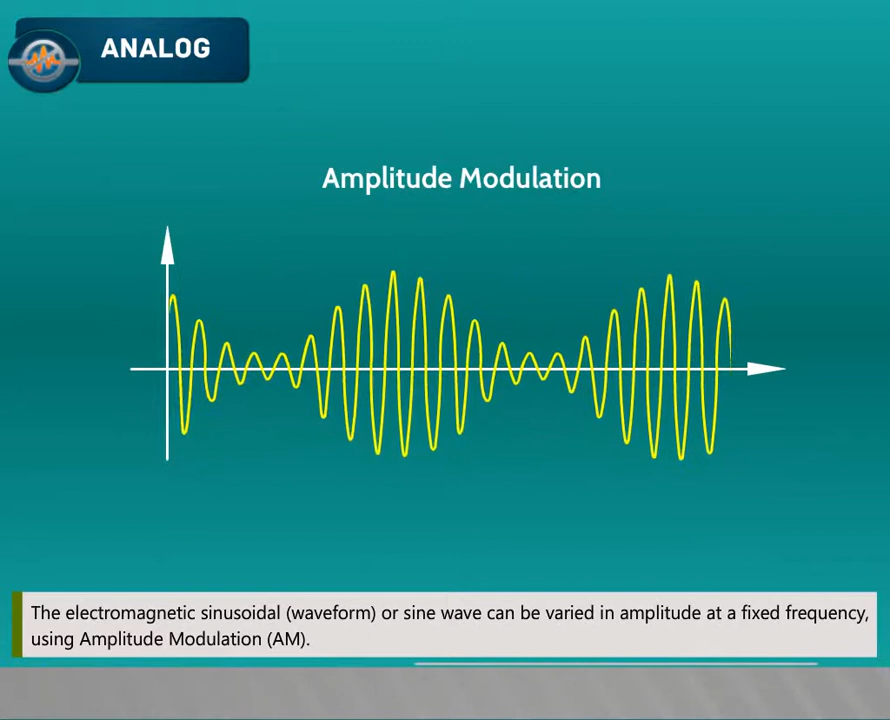 ANALOG
Amplitude Modulation
The electromagnetic sinusoidal (waveform) or sine wave can be varied in amplitude at a fixed frequency,
using Amplitude Modulation (AM).